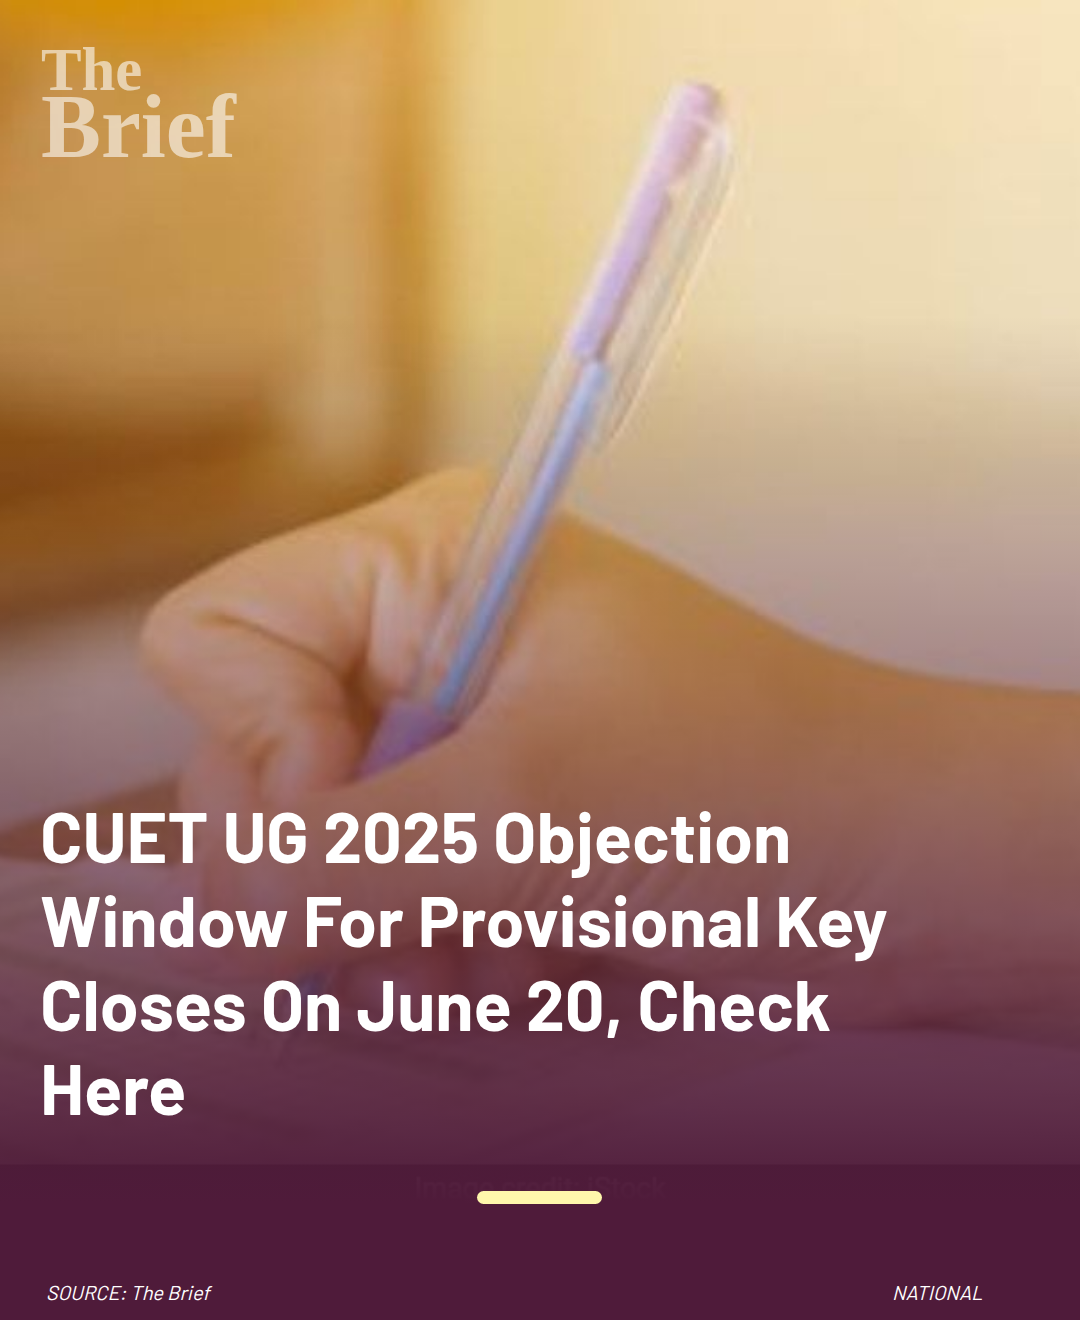 The
Brief
CUET UG 2025 Objection
Window For Provisional Key
Closes On June 20, Check
Here
Image credit: iStock
SOURCE: The Brief
NATIONAL